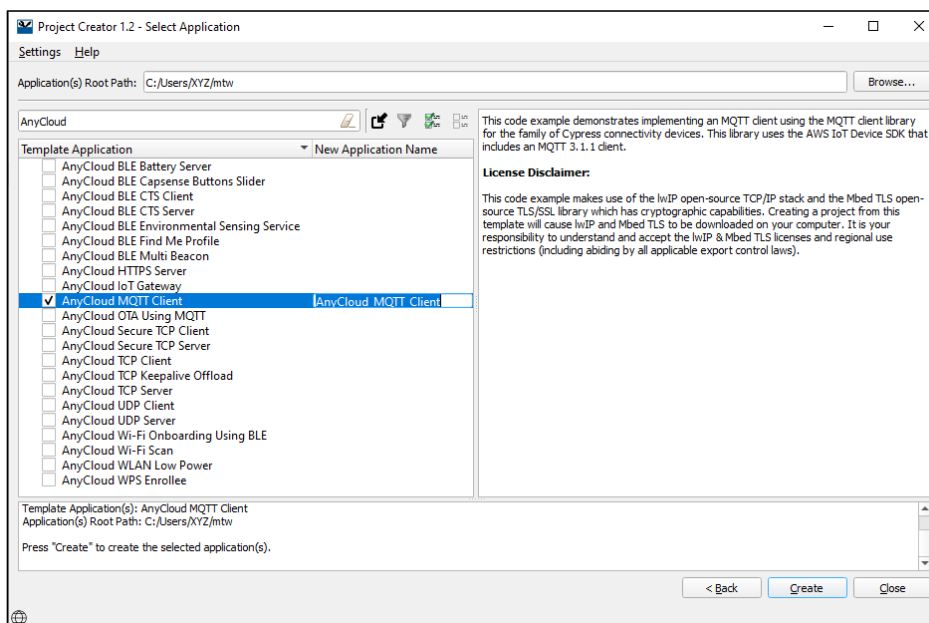 Project Creator 1.2 - Select Application
Settings Help
Application(s) Root Path: C:/Users/XYZ/mtw Browse...
AnyCloud
Template Application New Application Name
AnyCloud BLE Battery Server
AnyCloud BLE Capsense Buttons Slider
AnyCloud BLE CTS Client
AnyCloud BLE CTS Server
AnyCloud BLE Environmental Sensing Service
AnyCloud BLE Find Me Profile
AnyCloud BLE Multi Beacon
AnyCloud HTTPS Server
AnyCloud IoT Gateway
AnyCloud MQTT Client AnyCloud_MQTT_Client
AnyCloud OTA Using MQTT
AnyCloud Secure TCP Client
AnyCloud Secure TCP Server
AnyCloud TCP Client
AnyCloud TCP Keepalive Offload
AnyCloud TCP Server
AnyCloud UDP Client
AnyCloud UDP Server
AnyCloud Wi-Fi Onboarding Using BLE
AnyCloud Wi-Fi Scan
AnyCloud WLAN Low Power
AnyCloud WPS Enrollee
This code example demonstrates implementing an MQTT client using the MQTT client library
for the family of Cypress connectivity devices. This library uses the AWS IoT Device SDK that
includes an MQTT 3.1.1 client.
License Disclaimer:
This code example makes use of the lwIP open-source TCP/IP stack and the Mbed TLS open-
source TLS/SSL library which has cryptographic capabilities. Creating a project from this
template will cause lwIP and Mbed TLS to be downloaded on your computer. It is your
responsibility to understand and accept the lwIP & Mbed TLS licenses and regional use
restrictions (including abiding by all applicable export control laws).
Template Application(s): AnyCloud MQTT Client
Application(s) Root Path: C:/Users/XYZ/mtw
Press "Create" to create the selected application(s).
< Back Create Close